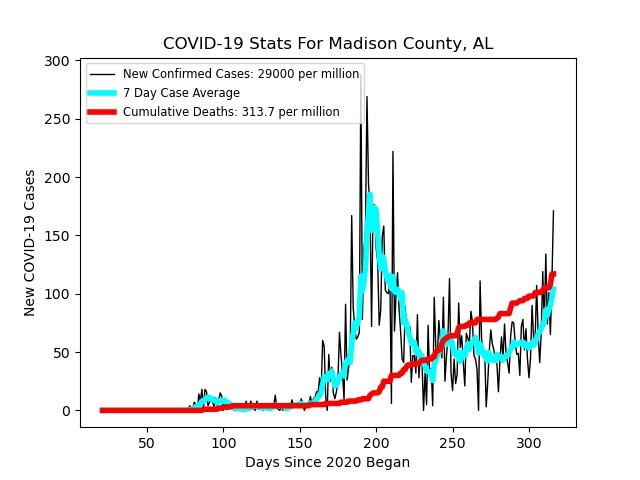 COVID-19 Stats For Madison County, AL
New Confirmed Cases: 29000 per million
7 Day Case Average
Cumulative Deaths: 313.7 per million
New COVID-19 Cases
300
250
200
150
100
50
0
50 100 150 200 250 300
Days Since 2020 Began